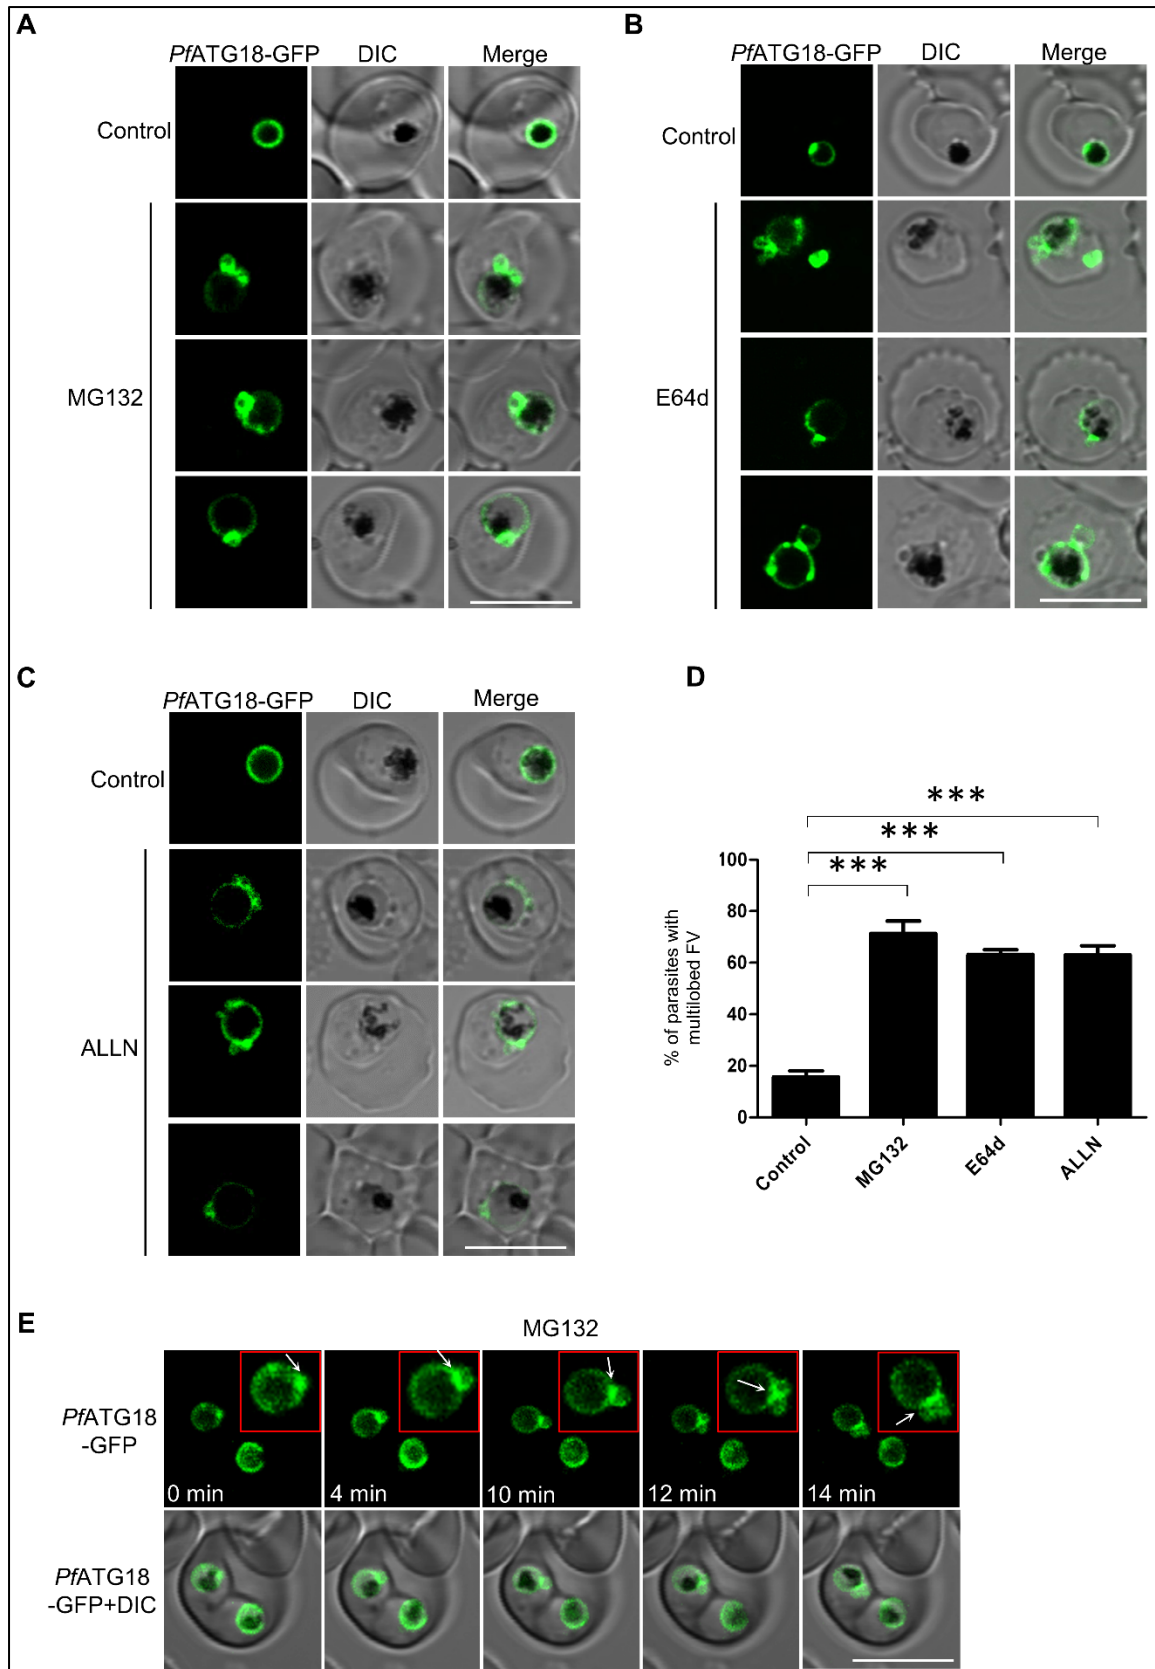 A
PfATG18-GFP DIC Merge
Control
MG132
B
PfATG18-GFP DIC Merge
Control
E64d
C
PfATG18-GFP DIC Merge
Control
ALLN
D
***
***
***
100
80
60
40
20
0
% of parasites with
multilobed FV
Control MG132 E64d ALLN
E
MG132
PfATG18
-GFP
0 min 4 min 10 min 12 min 14 min
PfATG18
-GFP+DIC